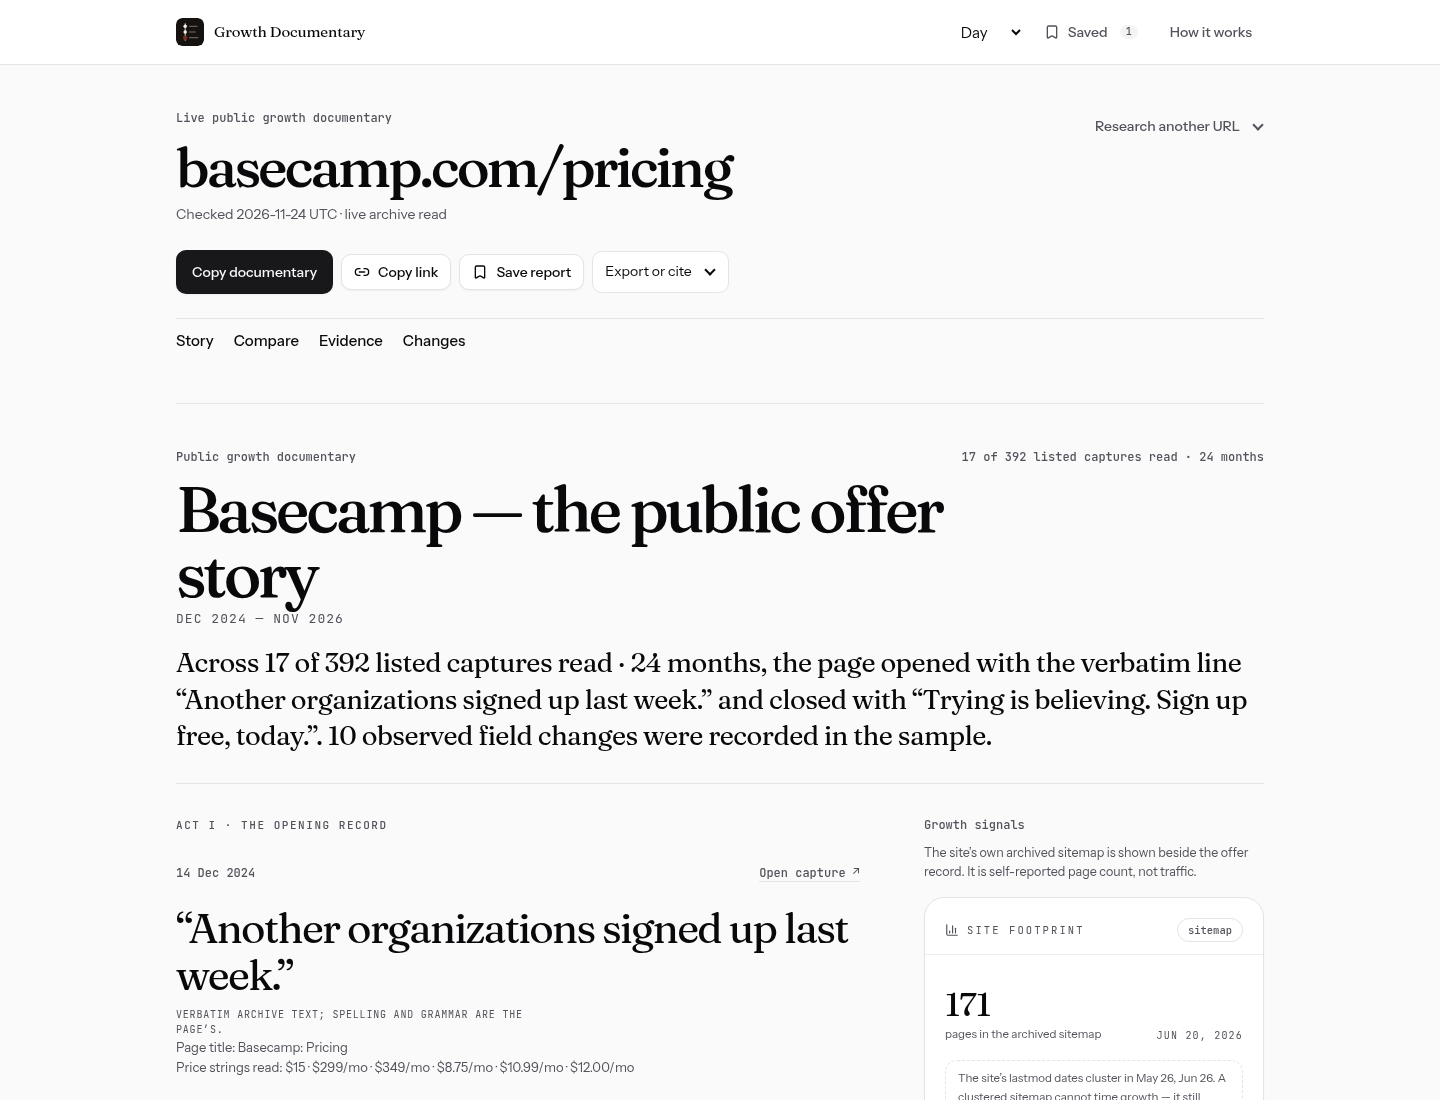 Growth Documentary
Day
Saved 1
How it works
Live public growth documentary
Research another URL
basecamp.com/pricing
Checked 2026-11-24 UTC · live archive read
Copy documentary
Copy link
Save report
Export or cite
Story Compare Evidence Changes
Public growth documentary
17 of 392 listed captures read · 24 months
Basecamp — the public offer
story
DEC 2024 — NOV 2026
Across 17 of 392 listed captures read · 24 months, the page opened with the verbatim line
“Another organizations signed up last week.” and closed with “Trying is believing. Sign up
free, today.”. 10 observed field changes were recorded in the sample.
ACT I · THE OPENING RECORD
14 Dec 2024
Open capture ↗
“Another organizations signed up last
week.”
VERBATIM ARCHIVE TEXT; SPELLING AND GRAMMAR ARE THE
PAGE’S.
Page title: Basecamp: Pricing
Price strings read: $15 · $299/mo · $349/mo · $8.75/mo · $10.99/mo · $12.00/mo
Growth signals
The site’s own archived sitemap is shown beside the offer
record. It is self-reported page count, not traffic.
SITE FOOTPRINT
sitemap
171
pages in the archived sitemap
JUN 20, 2026
The site’s lastmod dates cluster in May 26, Jun 26. A
clustered sitemap cannot time growth — it still